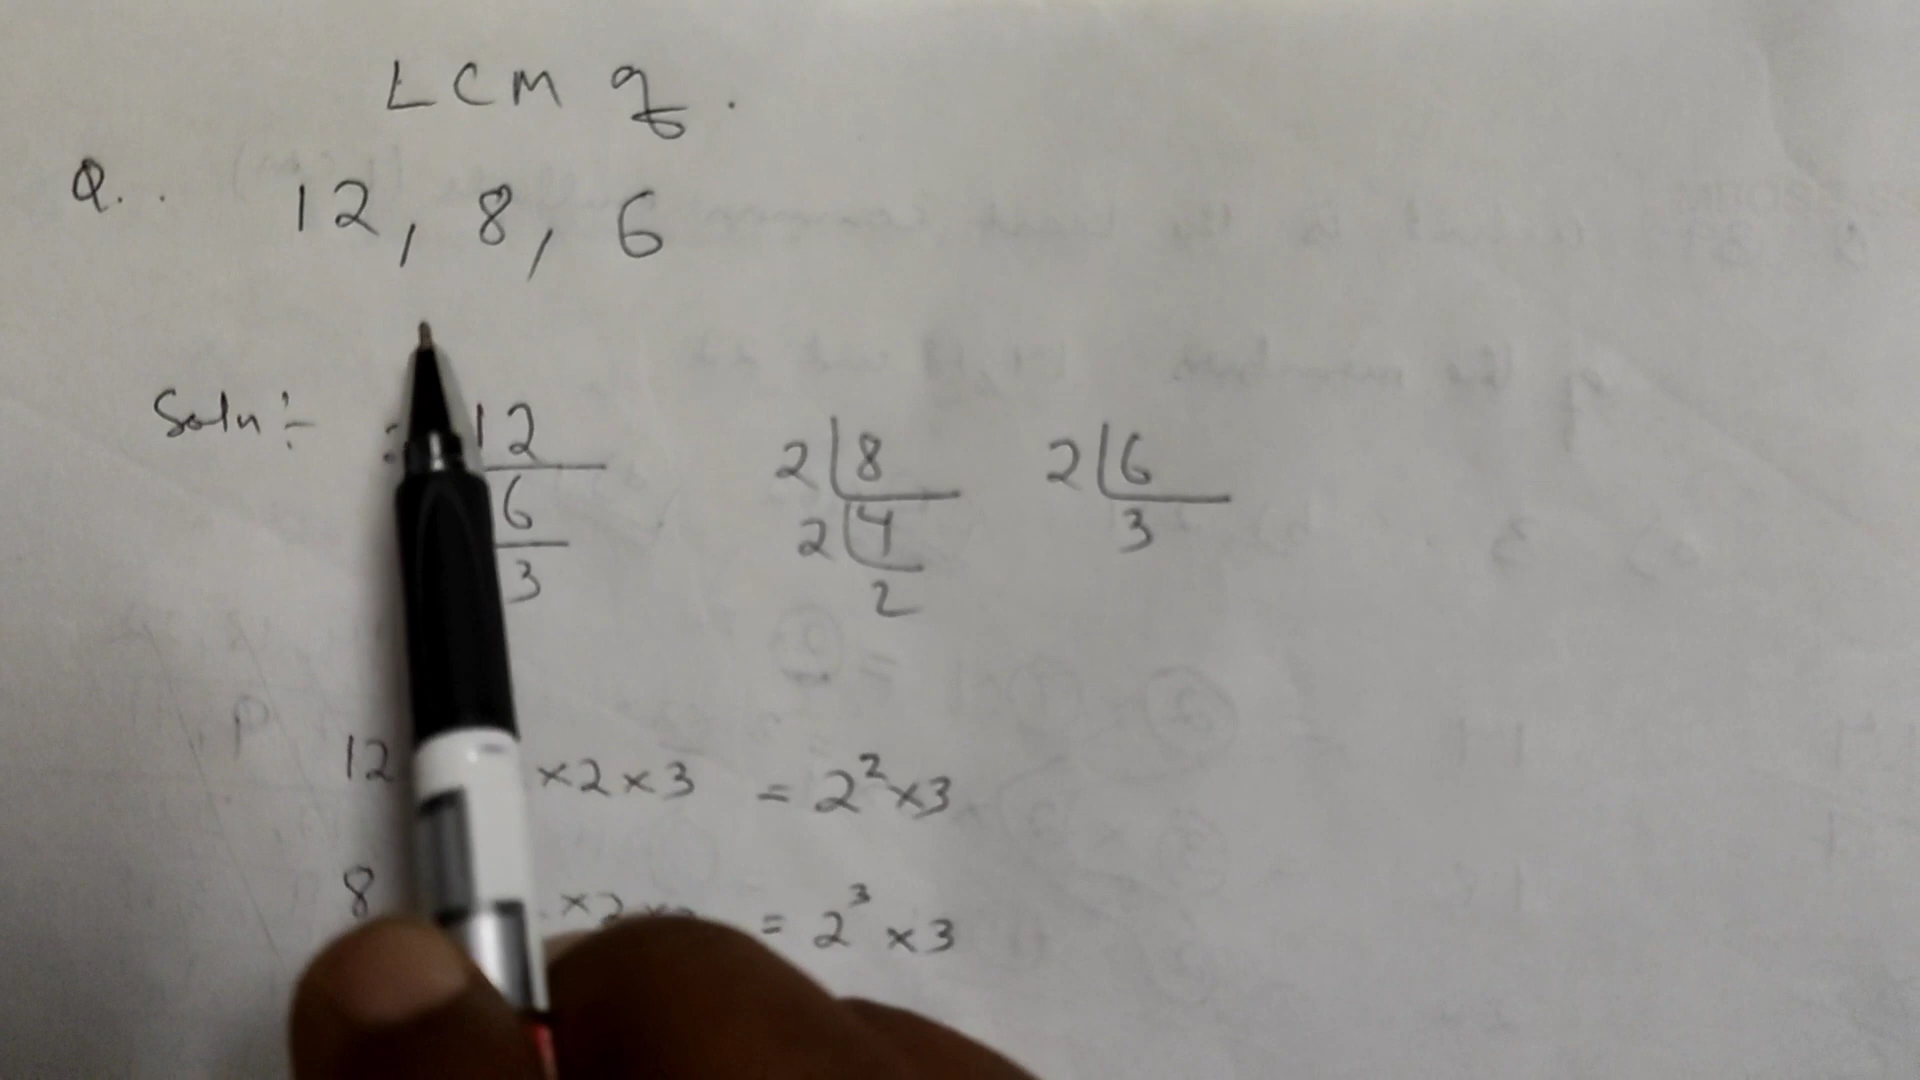 LCM of.
Q. 12, 8, 6
Soln :- = 12 2 8 2 6
6 2 4 3
3 2
12 ×2×3 = 2²×3
8 ×2× = 2³×3